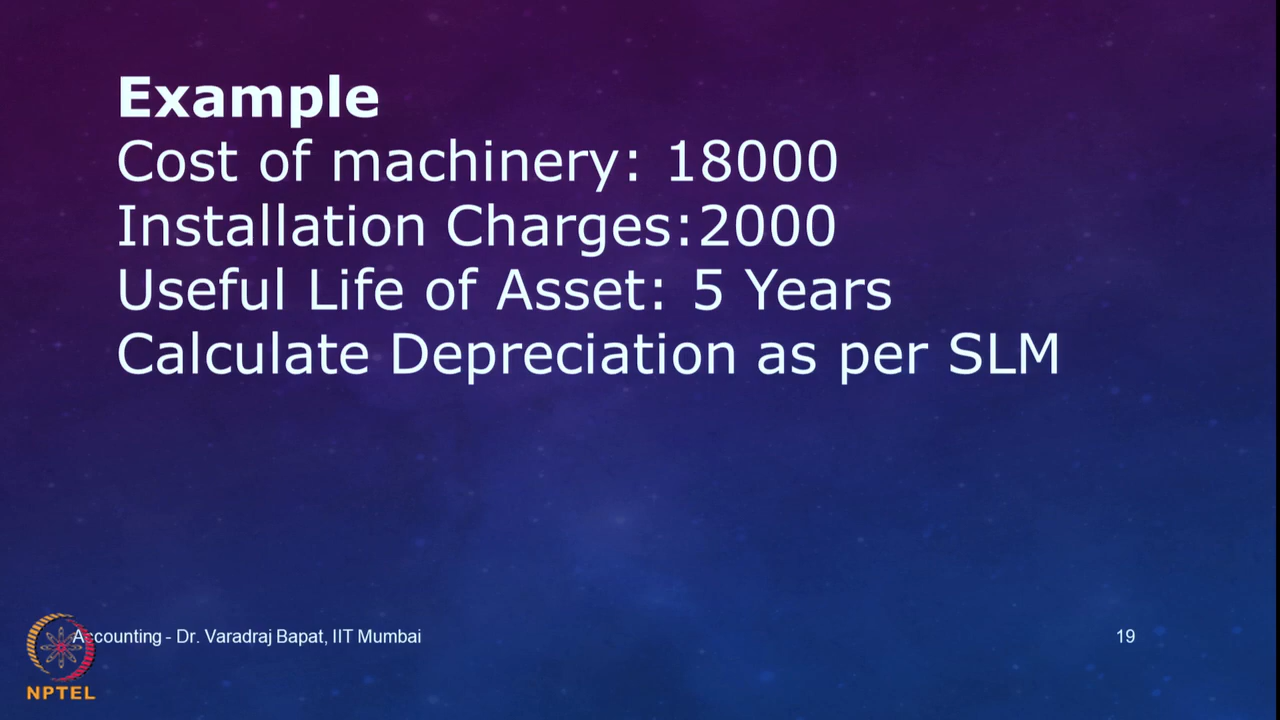 Example
Cost of machinery: 18000
Installation Charges:2000
Useful Life of Asset: 5 Years
Calculate Depreciation as per SLM
Accounting - Dr. Varadraj Bapat, IIT Mumbai
19
NPTEL